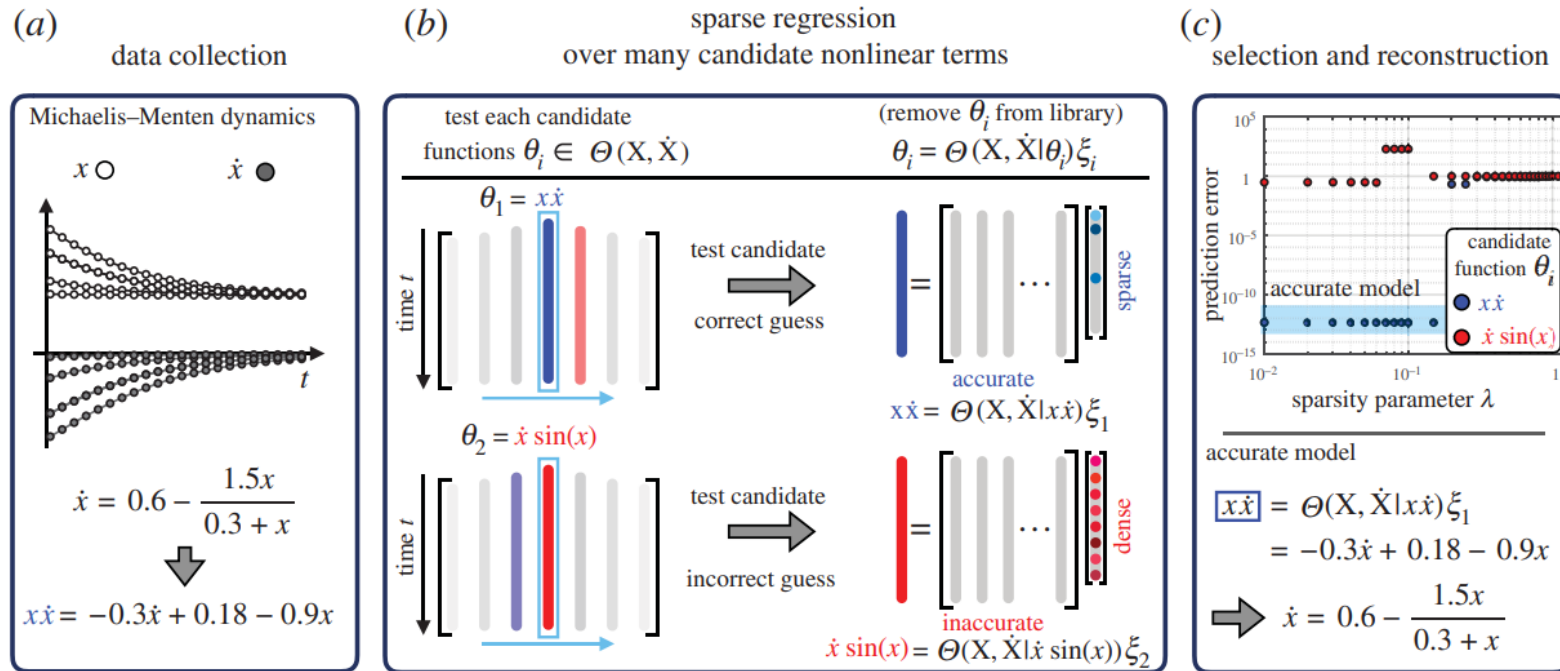 (a)
data collection
Michaelis–Menten dynamics
x
ẋ
t
ẋ = 0.6 − 1.5x / 0.3 + x
xẋ = −0.3ẋ + 0.18 − 0.9x
(b)
sparse regression
over many candidate nonlinear terms
test each candidate
functions θi ∈ Θ(X, Ẋ)
(remove θi from library)
θi = Θ(X, Ẋ|θi)ξi
θ1 = xẋ
time t
test candidate
correct guess
=
...
sparse
accurate
xẋ = Θ(X, Ẋ|xẋ)ξ1
θ2 = ẋ sin(x)
time t
test candidate
incorrect guess
=
...
dense
inaccurate
ẋ sin(x) = Θ(X, Ẋ|ẋ sin(x))ξ2
(c)
selection and reconstruction
prediction error
10^5
1
10^−5
10^−10
10^−15
10^−2
10^−1
1
sparsity parameter λ
accurate model
candidate
function θi
xẋ
ẋ sin(x)
accurate model
xẋ = Θ(X, Ẋ|xẋ)ξ1
= −0.3ẋ + 0.18 − 0.9x
ẋ = 0.6 − 1.5x / 0.3 + x